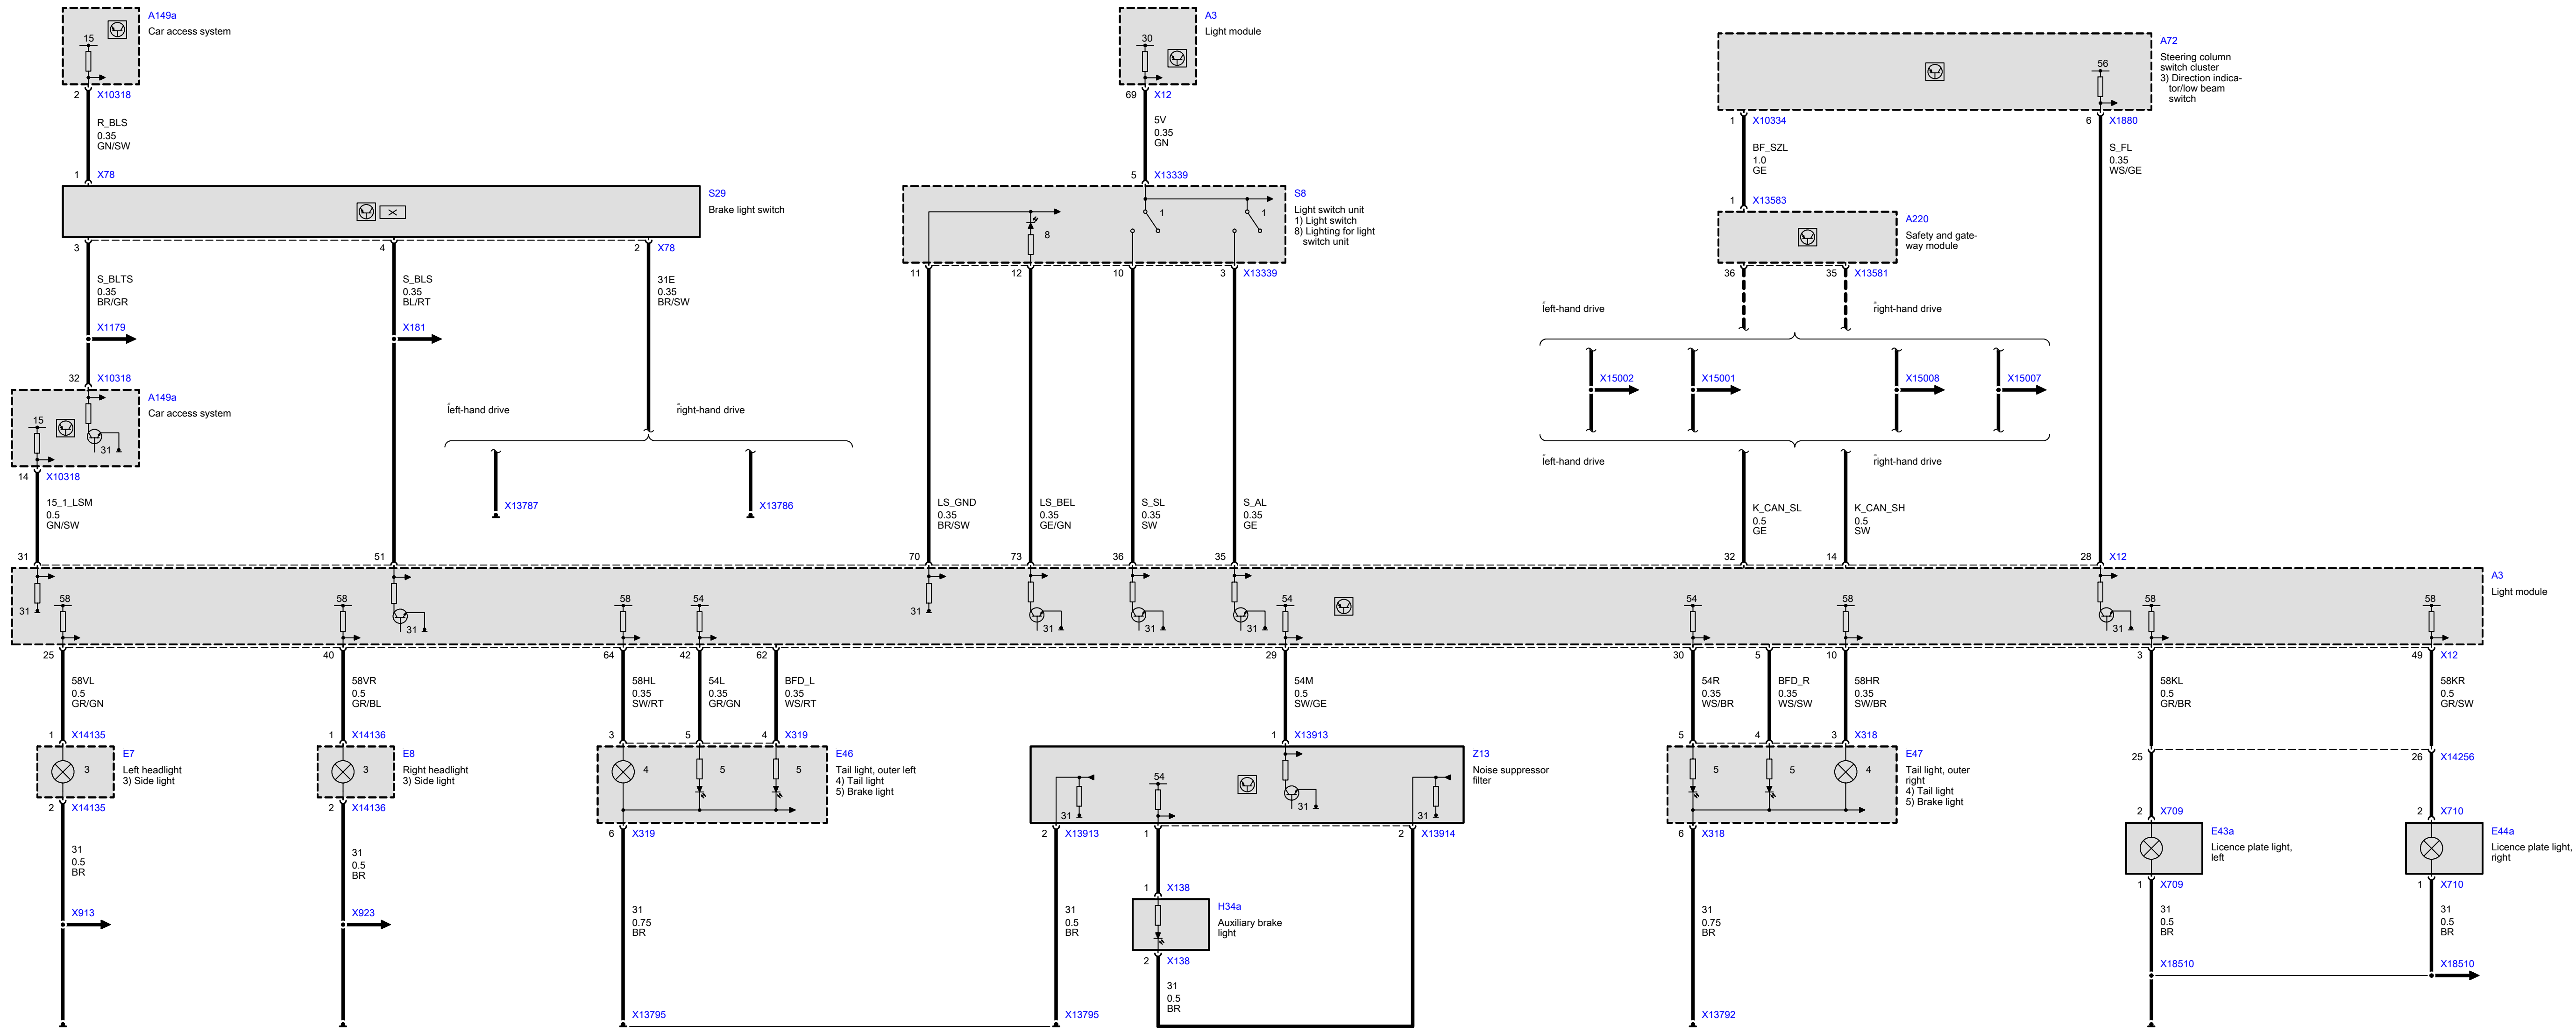 A149a
Car access system
15
2 X10318
R_BLS
0.35
GN/SW
1 X78
A3
Light module
30
69 X12
5V
0.35
GN
5 X13339
A72
Steering column
switch cluster
3) Direction indica-
tor/low beam
switch
56
1 X10334
6 X1880
BF_SZL
1.0
GE
S_FL
0.35
WS/GE
1 X13583
S29
Brake light switch
3
4
2 X78
S_BLTS
0.35
BR/GR
S_BLS
0.35
BL/RT
31E
0.35
BR/SW
X1179
X181
32 X10318
A149a
Car access system
15
31
14 X10318
15_1_LSM
0.5
GN/SW
left-hand drive
right-hand drive
X13787
X13786
S8
Light switch unit
1) Light switch
8) Lighting for light
switch unit
1
1
8
11
12
10
3 X13339
LS_GND
0.35
BR/SW
LS_BEL
0.35
GE/GN
S_SL
0.35
SW
S_AL
0.35
GE
A220
Safety and gate-
way module
36
35 X13581
left-hand drive
right-hand drive
X15002
X15001
X15008
X15007
left-hand drive
right-hand drive
K_CAN_SL
0.5
GE
K_CAN_SH
0.5
SW
31
51
70
73
36
35
32
14
28 X12
A3
Light module
31
58
58
31
58
54
31
31
31
31
54
54
58
31
58
58
25
40
64
42
62
29
30
5
10
3
49 X12
58VL
0.5
GR/GN
58VR
0.5
GR/BL
58HL
0.35
SW/RT
54L
0.35
GR/GN
BFD_L
0.35
WS/RT
54M
0.5
SW/GE
54R
0.35
WS/BR
BFD_R
0.35
WS/SW
58HR
0.35
SW/BR
58KL
0.5
GR/BR
58KR
0.5
GR/SW
1 X14135
1 X14136
3
5
4 X319
1 X13913
5
4
3 X318
25
26 X14256
E7
Left headlight
3) Side light
3
2 X14135
E8
Right headlight
3) Side light
3
2 X14136
E46
Tail light, outer left
4) Tail light
5) Brake light
4
5
5
6 X319
Z13
Noise suppressor
filter
31
54
31
31
2 X13913
1
2 X13914
E47
Tail light, outer
right
4) Tail light
5) Brake light
5
5
4
6 X318
2 X709
2 X710
E43a
Licence plate light,
left
E44a
Licence plate light,
right
1 X709
1 X710
31
0.5
BR
31
0.5
BR
X913
X923
31
0.75
BR
31
0.5
BR
1 X138
H34a
Auxiliary brake
light
2 X138
31
0.5
BR
31
0.75
BR
31
0.5
BR
31
0.5
BR
X18510
X18510
X13795
X13795
X13792